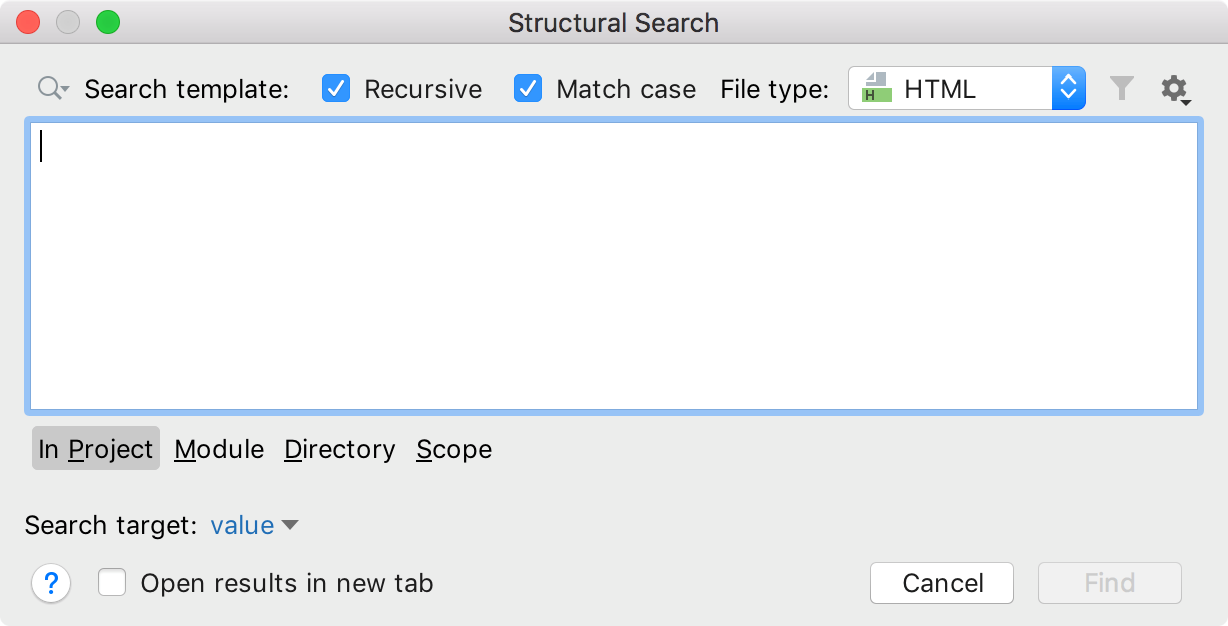 Structural Search
Search template: Recursive Match case File type: H HTML
In Project Module Directory Scope
Search target: value
? Open results in new tab Cancel Find